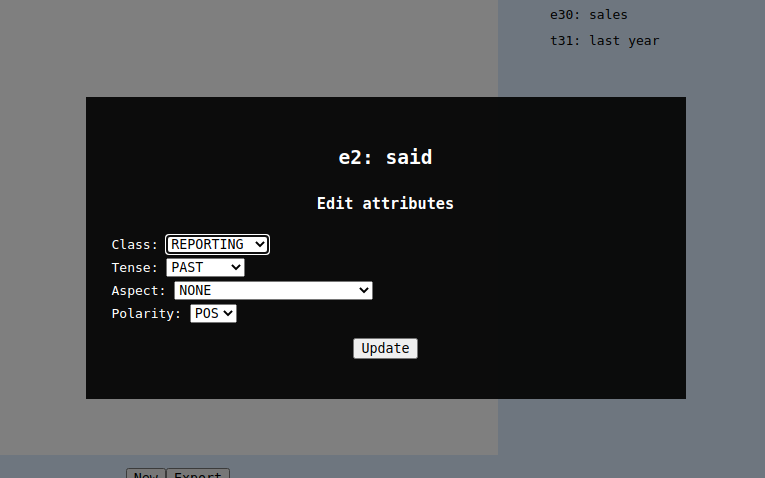 e30: sales
t31: last year
e2: said
Edit attributes
Class: REPORTING
Tense: PAST
Aspect: NONE
Polarity: POS
Update
New Export